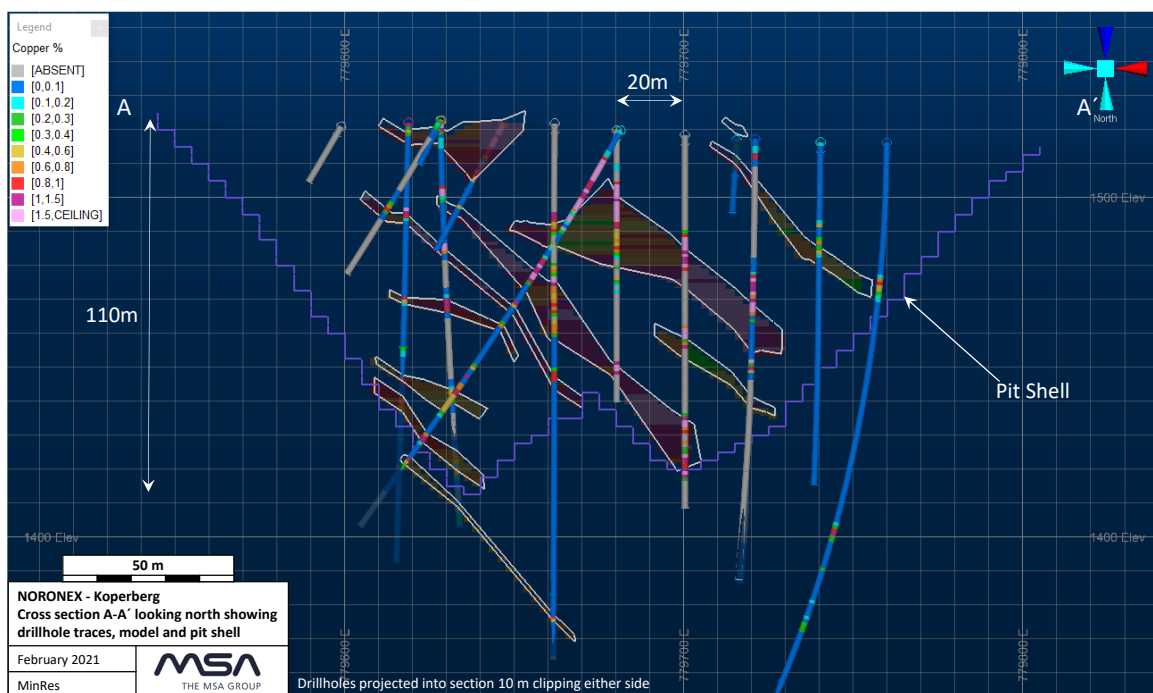 Legend
Copper %
[ABSENT]
[0,0.1]
[0.1,0.2]
[0.2,0.3]
[0.3,0.4]
[0.4,0.6]
[0.6,0.8]
[0.8,1]
[1,1.5]
[1.5,CEILING]
779600 E
779700 E
779800 E
A
20m
A´
North
1500 Elev
110m
Pit Shell
1400 Elev
50 m
779600 E
779700 E
779800 E
NORONEX - Koperberg
Cross section A-A´ looking north showing
drillhole traces, model and pit shell
February 2021
MinRes
MSA
THE MSA GROUP
Drillholes projected into section 10 m clipping either side